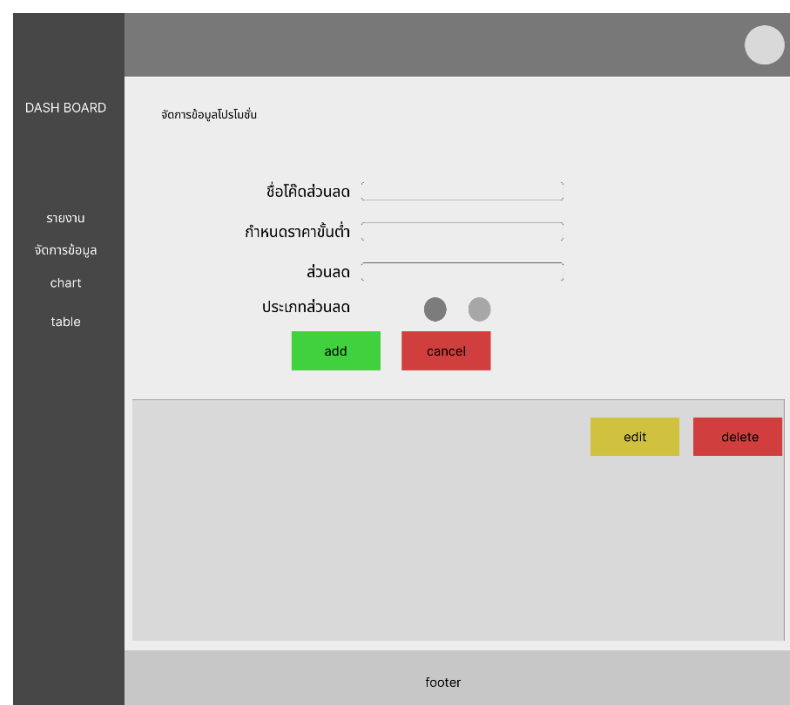 DASH BOARD
รายงาน
จัดการข้อมูล
chart
table
จัดการข้อมูลโปรโมชั่น
ชื่อโค๊ดส่วนลด
กำหนดราคาขั้นต่ำ
ส่วนลด
ประเภทส่วนลด
add
cancel
edit
delete
footer